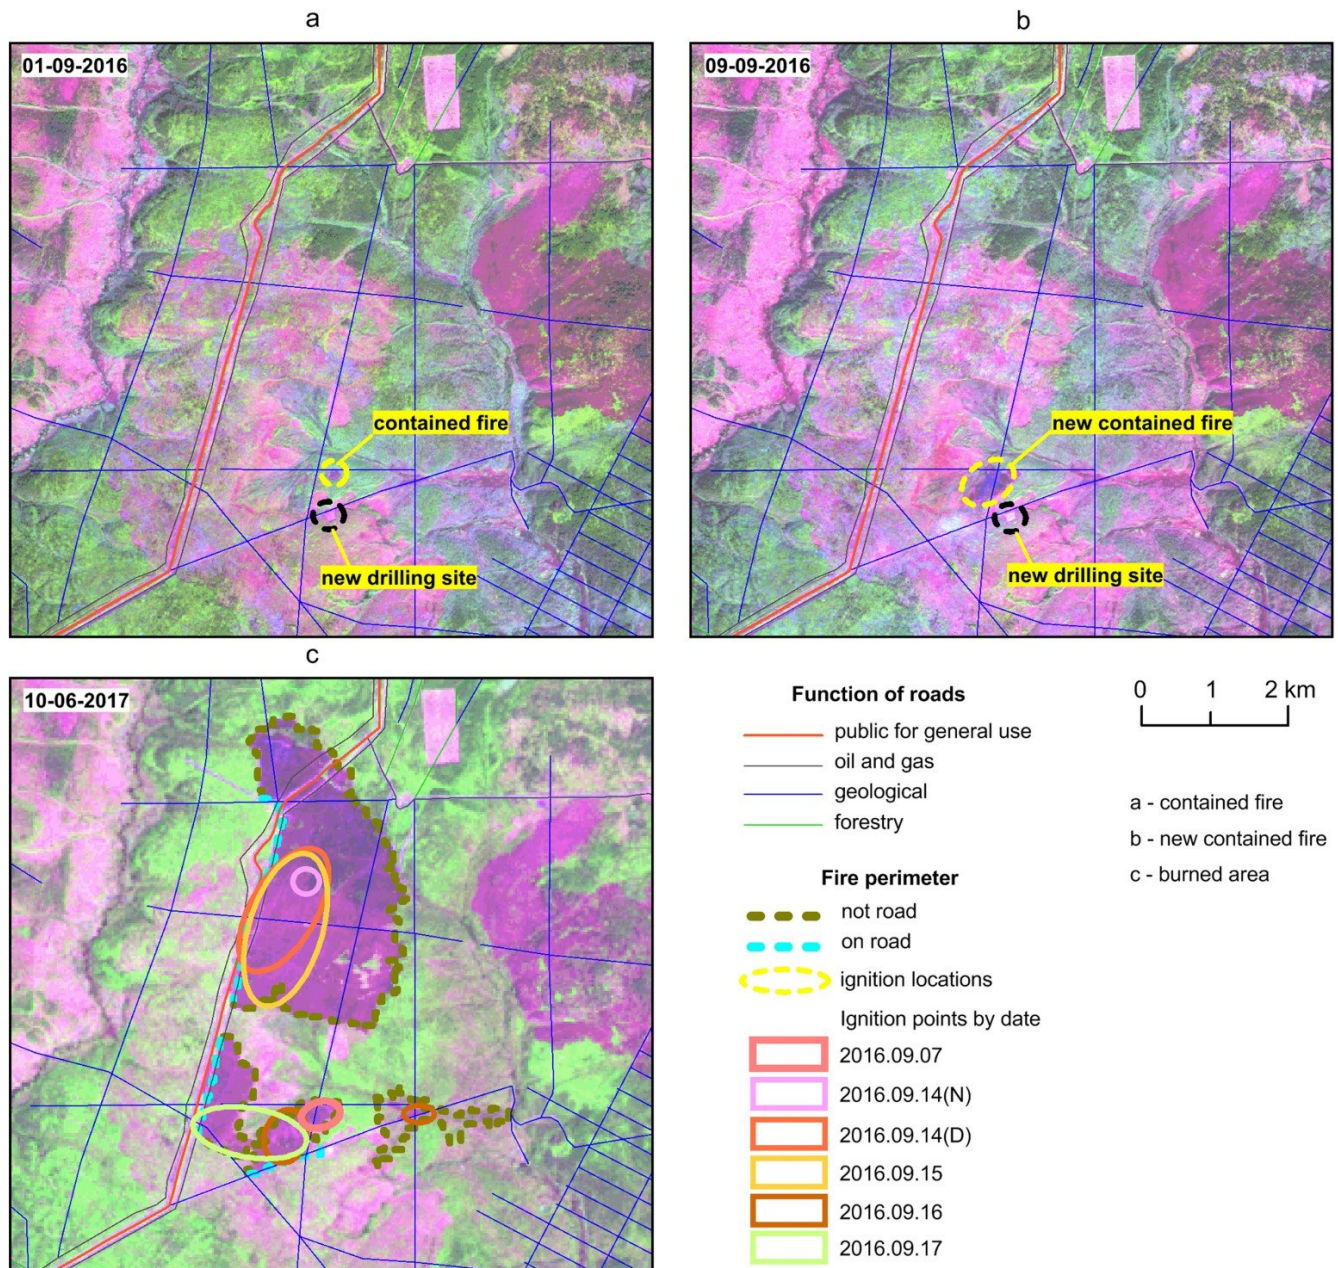 a
b
01-09-2016
09-09-2016
contained fire
new contained fire
new drilling site
new drilling site
c
10-06-2017
Function of roads
public for general use
oil and gas
geological
forestry
0 1 2 km
a - contained fire
b - new contained fire
c - burned area
Fire perimeter
not road
on road
ignition locations
Ignition points by date
2016.09.07
2016.09.14(N)
2016.09.14(D)
2016.09.15
2016.09.16
2016.09.17